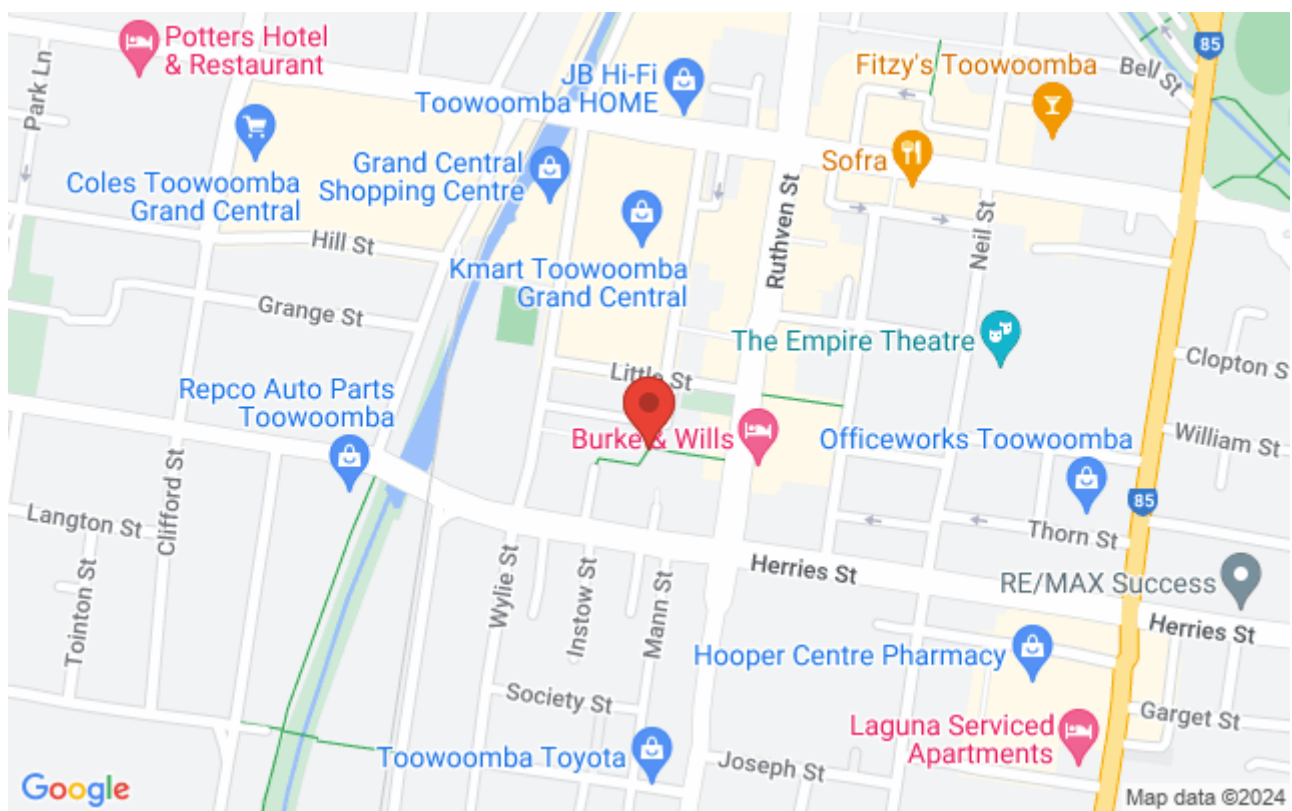 Potters Hotel
& Restaurant
JB Hi-Fi
Toowoomba HOME
85
Bell St
Fitzy's Toowoomba
Park Ln
Grand Central
Shopping Centre
Sofra
Coles Toowoomba
Grand Central
Hill St
Ruthven St
Neil St
Kmart Toowoomba
Grand Central
Grange St
The Empire Theatre
Clopton S
Little St
Repco Auto Parts
Toowoomba
Burke & Wills
Officeworks Toowoomba
William St
Clifford St
85
Langton St
Thorn St
Herries St
RE/MAX Success
Tointon St
Wylie St
Instow St
Mann St
Herries St
Hooper Centre Pharmacy
Society St
Garget St
Laguna Serviced
Apartments
Toowoomba Toyota
Joseph St
Google
Map data ©2024